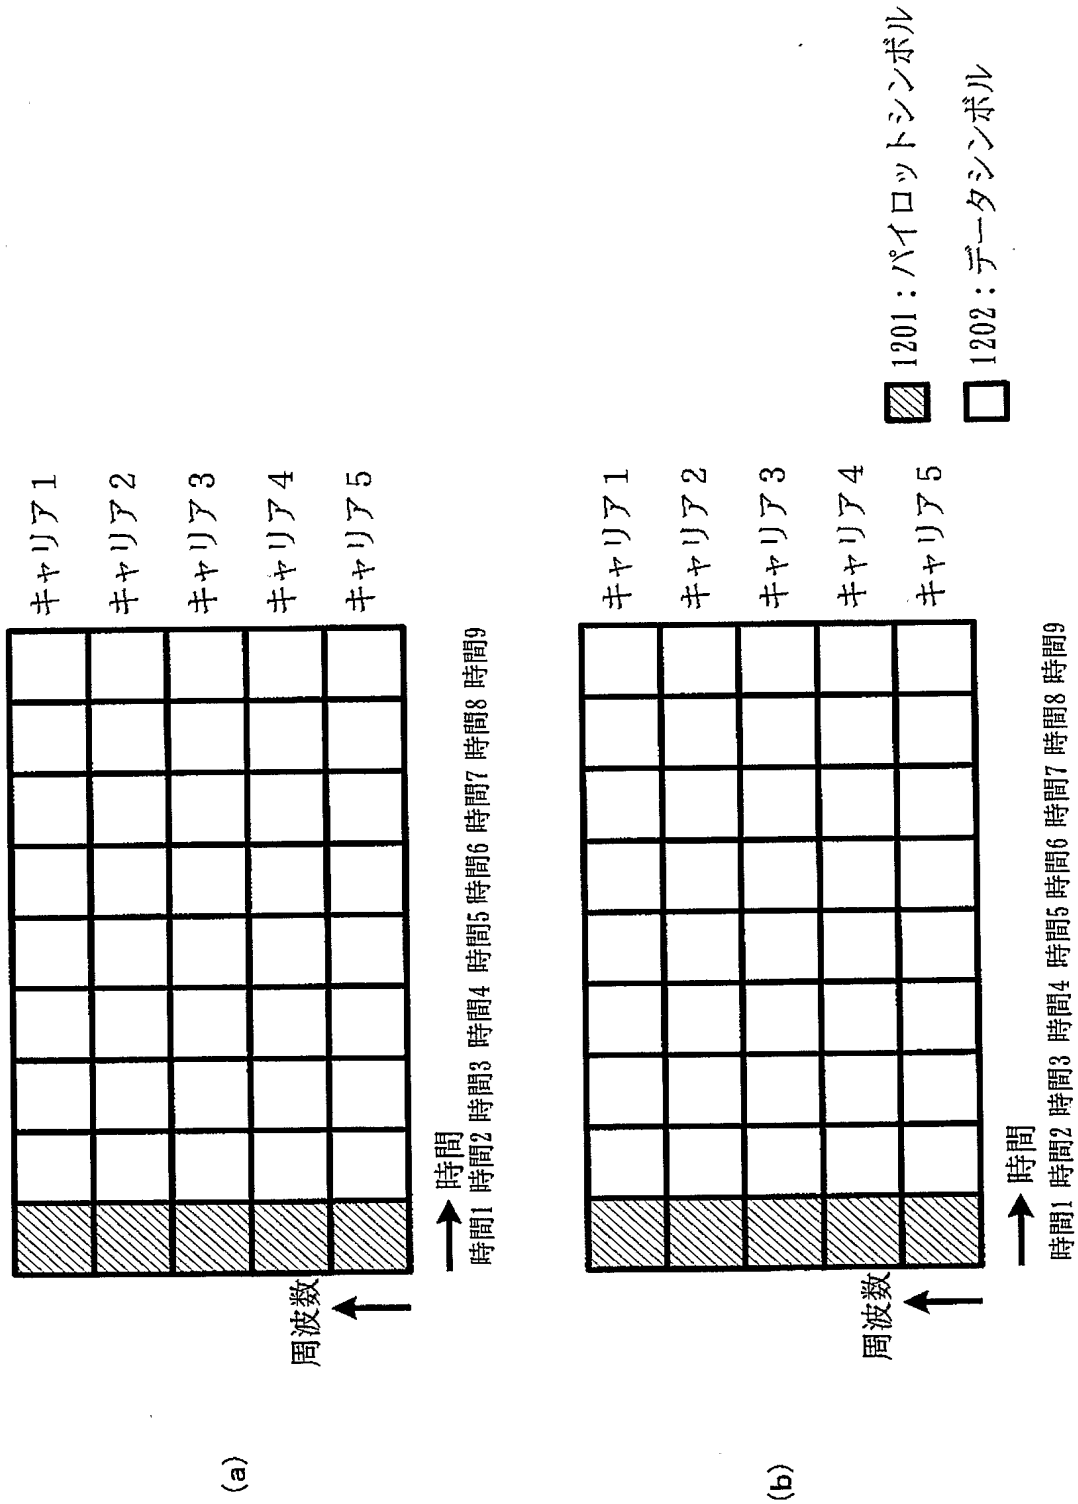 (a)
キャリア1
キャリア2
キャリア3
キャリア4
キャリア5
周波数
時間
時間1 時間2 時間3 時間4 時間5 時間6 時間7 時間8 時間9
(b)
キャリア1
キャリア2
キャリア3
キャリア4
キャリア5
周波数
時間
時間1 時間2 時間3 時間4 時間5 時間6 時間7 時間8 時間9
1201：パイロットシンボル
1202：データシンボル